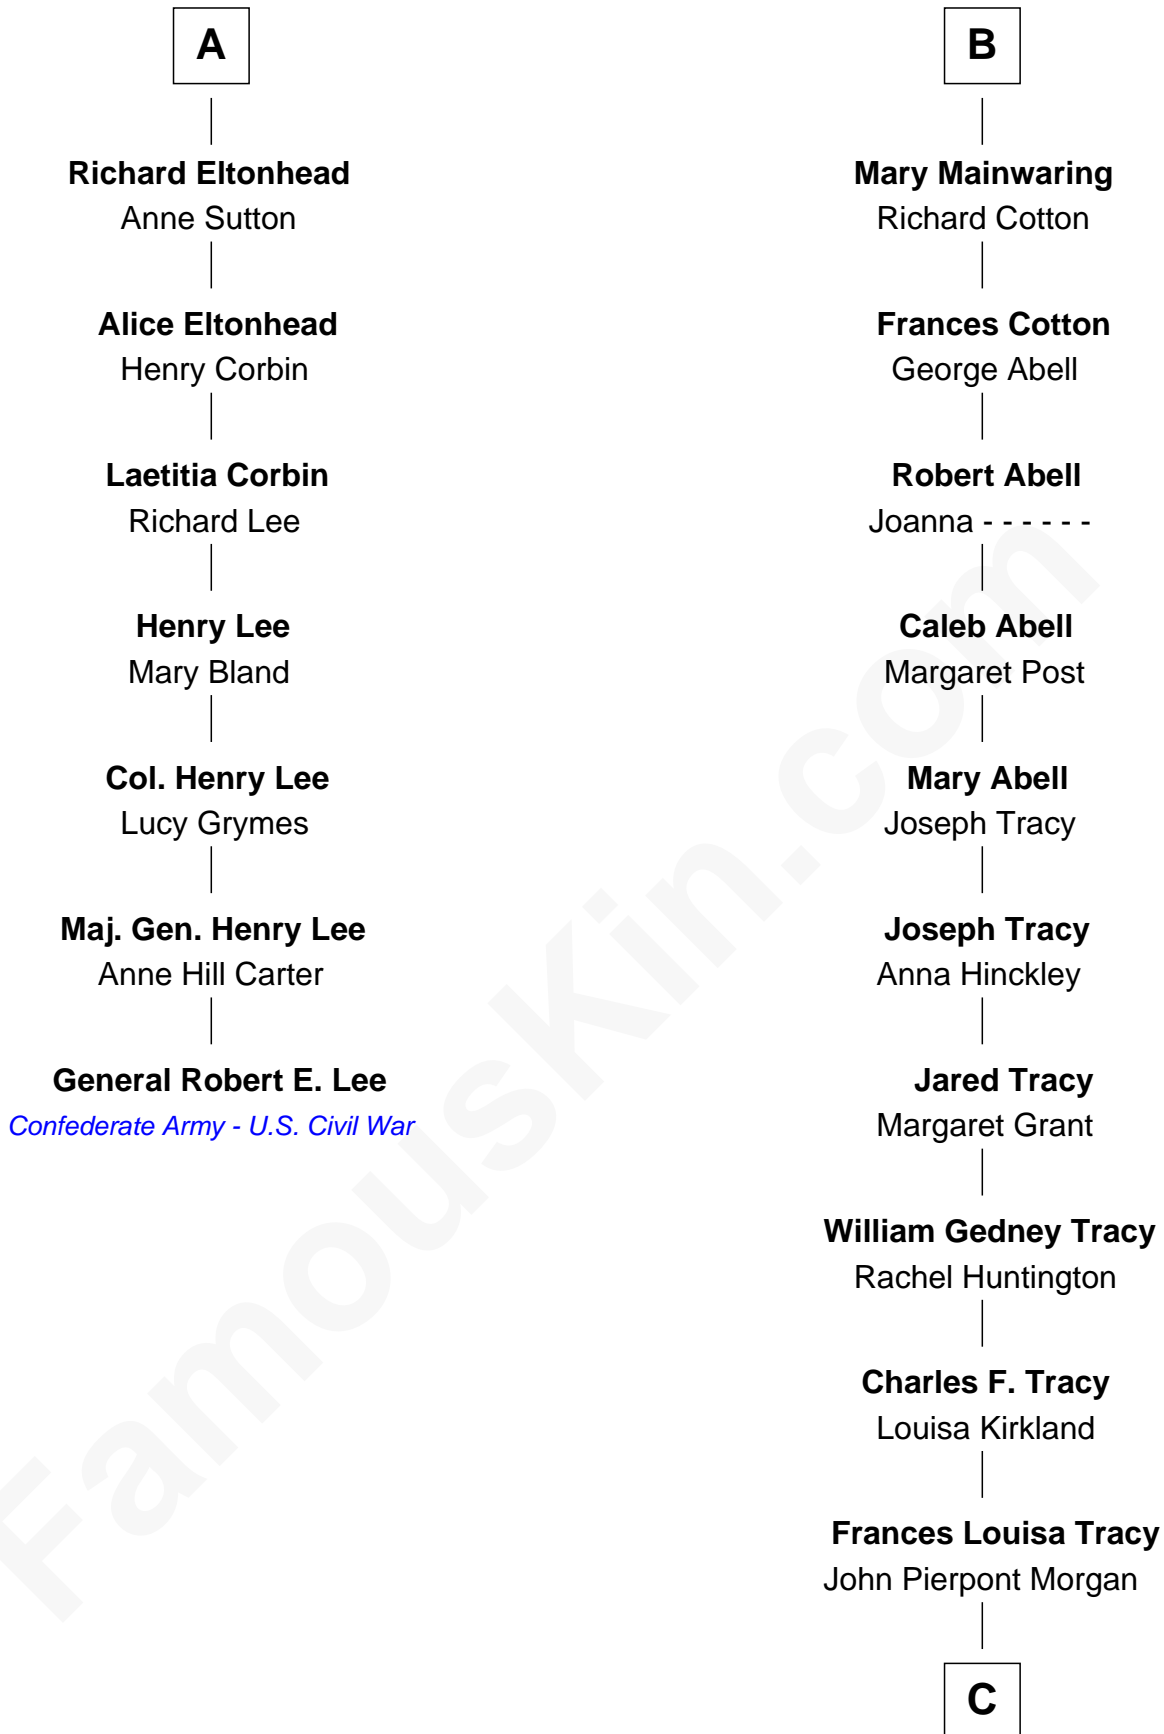 A
Richard Eltonhead
Anne Sutton
Alice Eltonhead
Henry Corbin
Laetitia Corbin
Richard Lee
Henry Lee
Mary Bland
Col. Henry Lee
Lucy Grymes
Maj. Gen. Henry Lee
Anne Hill Carter
General Robert E. Lee
Confederate Army - U.S. Civil War
B
Mary Mainwaring
Richard Cotton
Frances Cotton
George Abell
Robert Abell
Joanna - - - - - -
Caleb Abell
Margaret Post
Mary Abell
Joseph Tracy
Joseph Tracy
Anna Hinckley
Jared Tracy
Margaret Grant
William Gedney Tracy
Rachel Huntington
Charles F. Tracy
Louisa Kirkland
Frances Louisa Tracy
John Pierpont Morgan
C
FamousKin.com